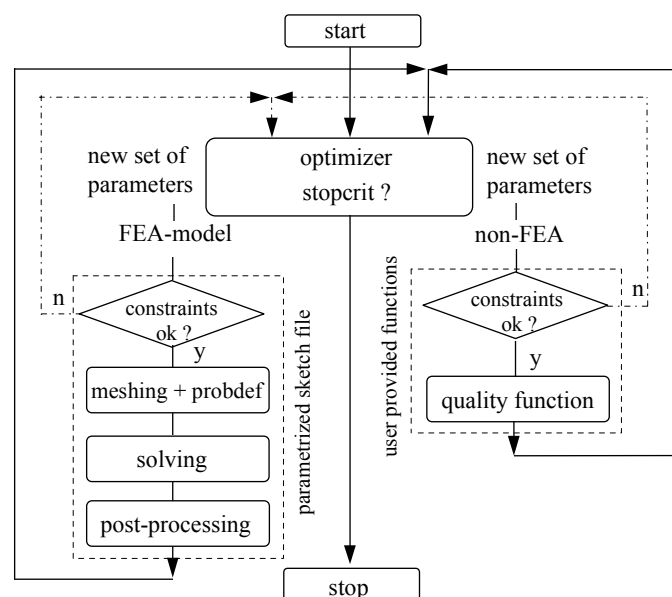 start
optimizer
stopcrit ?
new set of
parameters
FEA-model
n
constraints
ok ?
y
meshing + probdef
solving
post-processing
parametrized sketch file
new set of
parameters
non-FEA
constraints
ok ?
n
y
quality function
user provided functions
stop